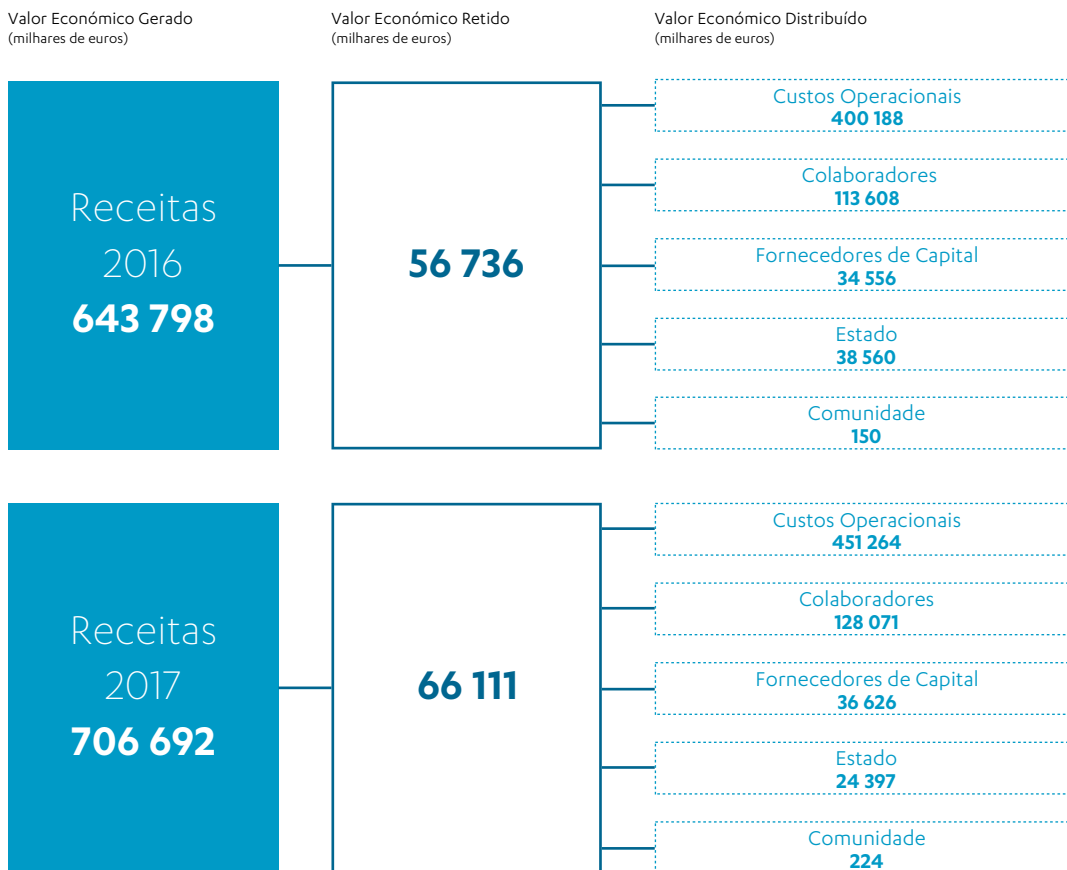 Valor Económico Gerado
(milhares de euros)
Valor Económico Retido
(milhares de euros)
Valor Económico Distribuído
(milhares de euros)
Receitas
2016
643 798
56 736
Custos Operacionais
400 188
Colaboradores
113 608
Fornecedores de Capital
34 556
Estado
38 560
Comunidade
150
Receitas
2017
706 692
66 111
Custos Operacionais
451 264
Colaboradores
128 071
Fornecedores de Capital
36 626
Estado
24 397
Comunidade
224